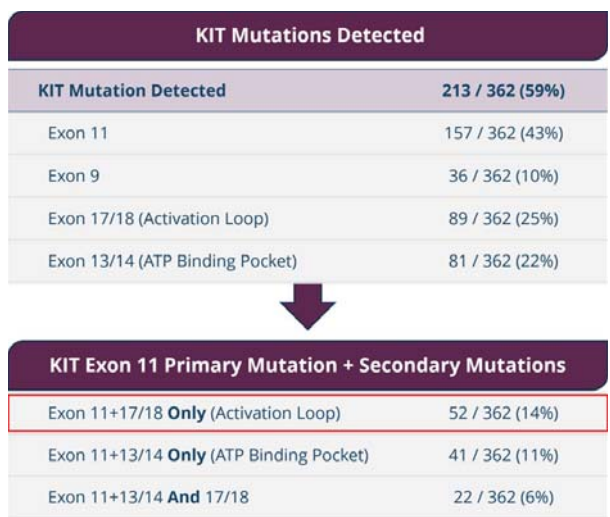 KIT Mutations Detected
KIT Mutation Detected 213 / 362 (59%)
Exon 11 157 / 362 (43%)
Exon 9 36 / 362 (10%)
Exon 17/18 (Activation Loop) 89 / 362 (25%)
Exon 13/14 (ATP Binding Pocket) 81 / 362 (22%)
KIT Exon 11 Primary Mutation + Secondary Mutations
Exon 11+17/18 Only (Activation Loop) 52 / 362 (14%)
Exon 11+13/14 Only (ATP Binding Pocket) 41 / 362 (11%)
Exon 11+13/14 And 17/18 22 / 362 (6%)